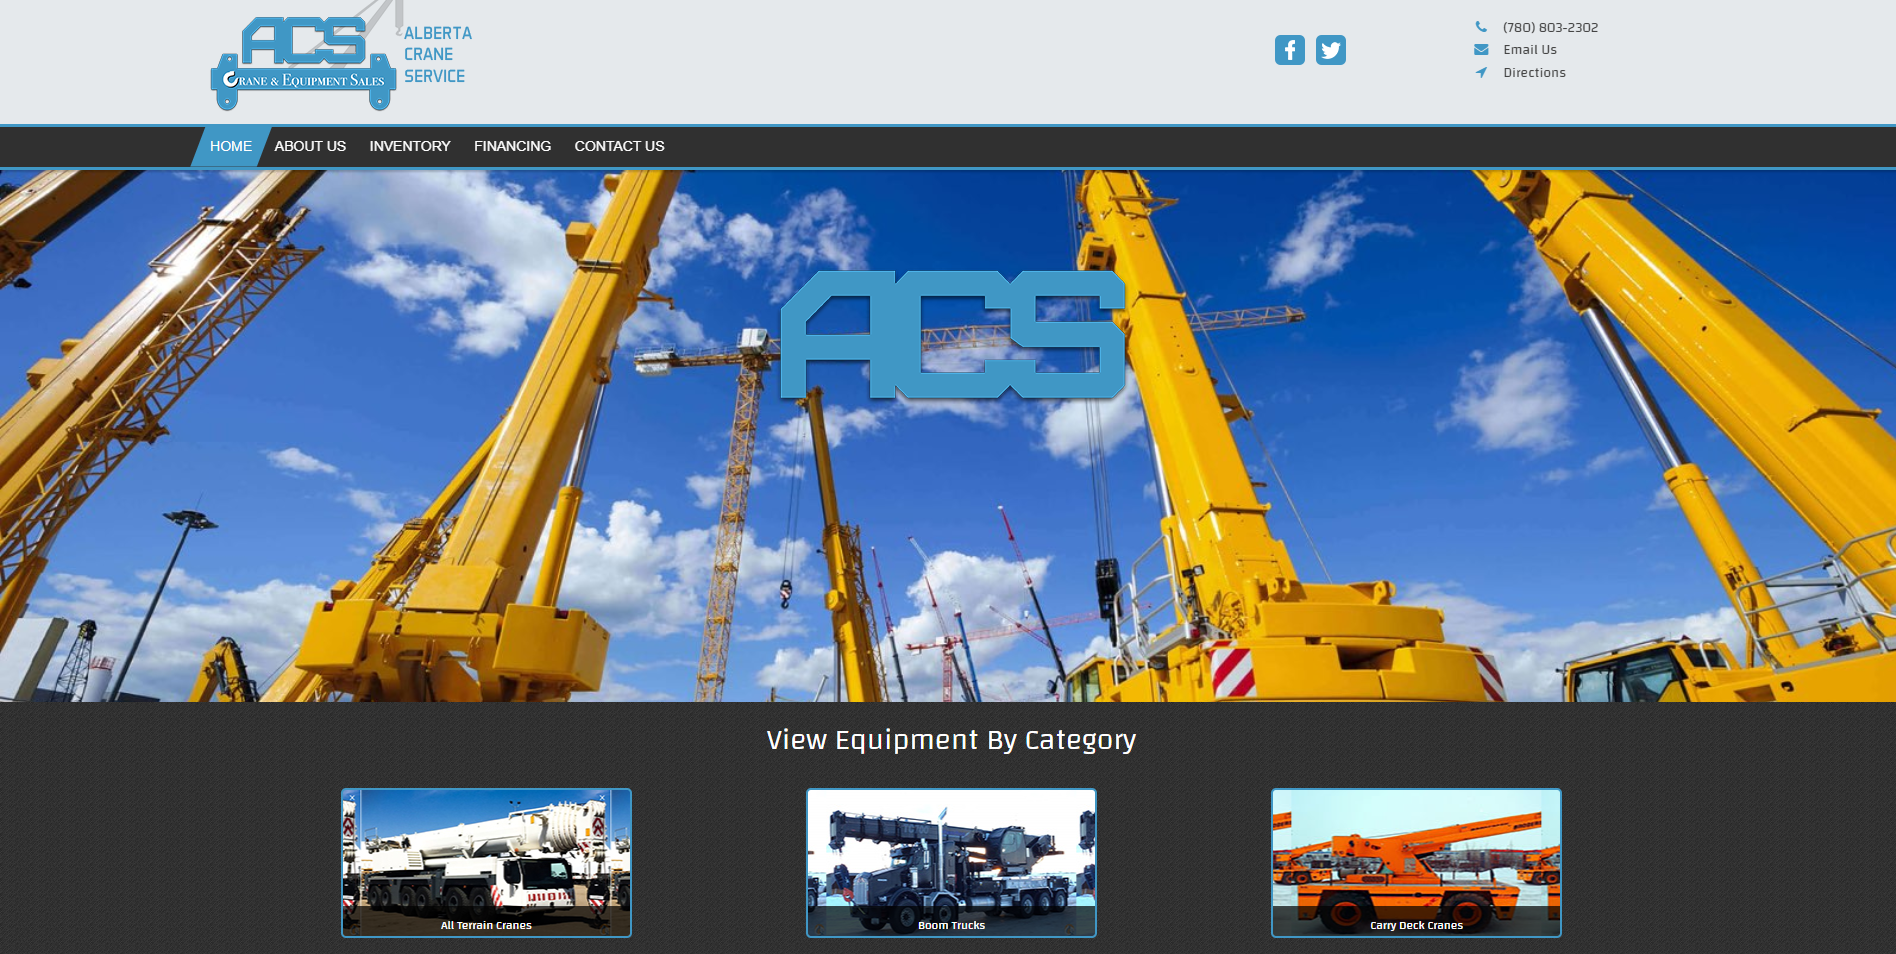 ACS
CRANE & EQUIPMENT SALES
ALBERTA
CRANE
SERVICE
(780) 803-2302
Email Us
Directions
HOME ABOUT US INVENTORY FINANCING CONTACT US
ACS
View Equipment By Category
All Terrain Cranes
Boom Trucks
Carry Deck Cranes